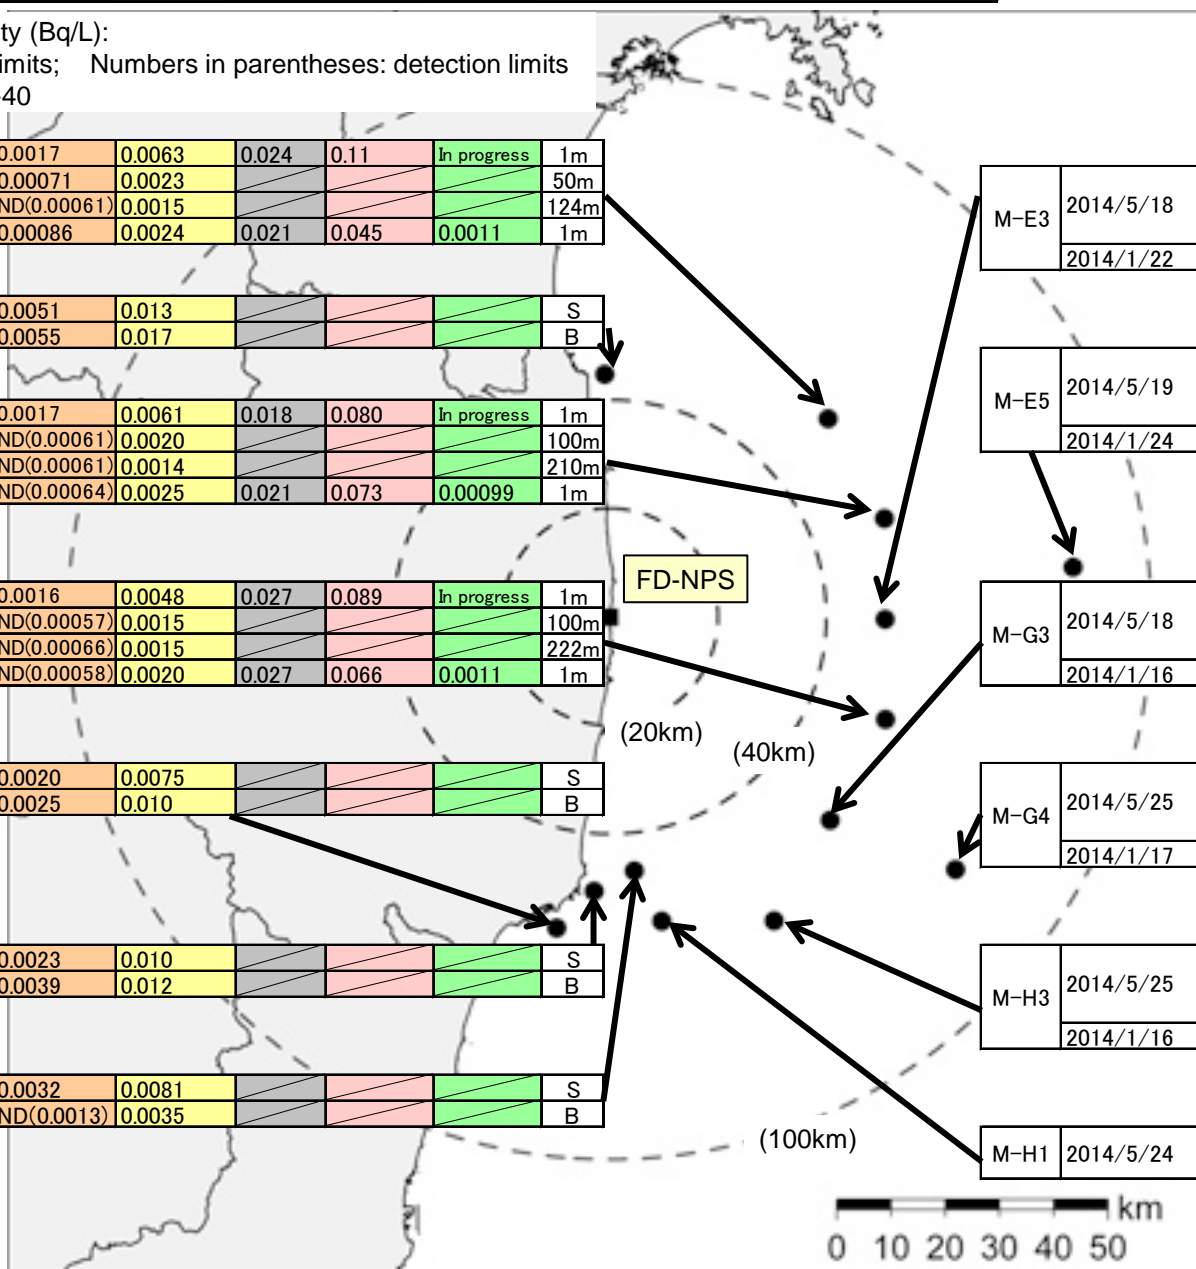 ty (Bq/L):
imits; Numbers in parentheses: detection limits
-40
0.0017 0.0063 0.024 0.11 In progress 1m
0.00071 0.0023 50m
ND(0.00061) 0.0015 124m
0.00086 0.0024 0.021 0.045 0.0011 1m
M-E3 2014/5/18
2014/1/22
0.0051 0.013 S
0.0055 0.017 B
M-E5 2014/5/19
2014/1/24
0.0017 0.0061 0.018 0.080 In progress 1m
ND(0.00061) 0.0020 100m
ND(0.00061) 0.0014 210m
ND(0.00064) 0.0025 0.021 0.073 0.00099 1m
FD-NPS
0.0016 0.0048 0.027 0.089 In progress 1m
ND(0.00057) 0.0015 100m
ND(0.00066) 0.0015 222m
ND(0.00058) 0.0020 0.027 0.066 0.0011 1m
M-G3 2014/5/18
2014/1/16
(20km)
(40km)
0.0020 0.0075 S
0.0025 0.010 B
M-G4 2014/5/25
2014/1/17
0.0023 0.010 S
0.0039 0.012 B
M-H3 2014/5/25
2014/1/16
0.0032 0.0081 S
ND(0.0013) 0.0035 B
(100km)
M-H1 2014/5/24
km
0 10 20 30 40 50